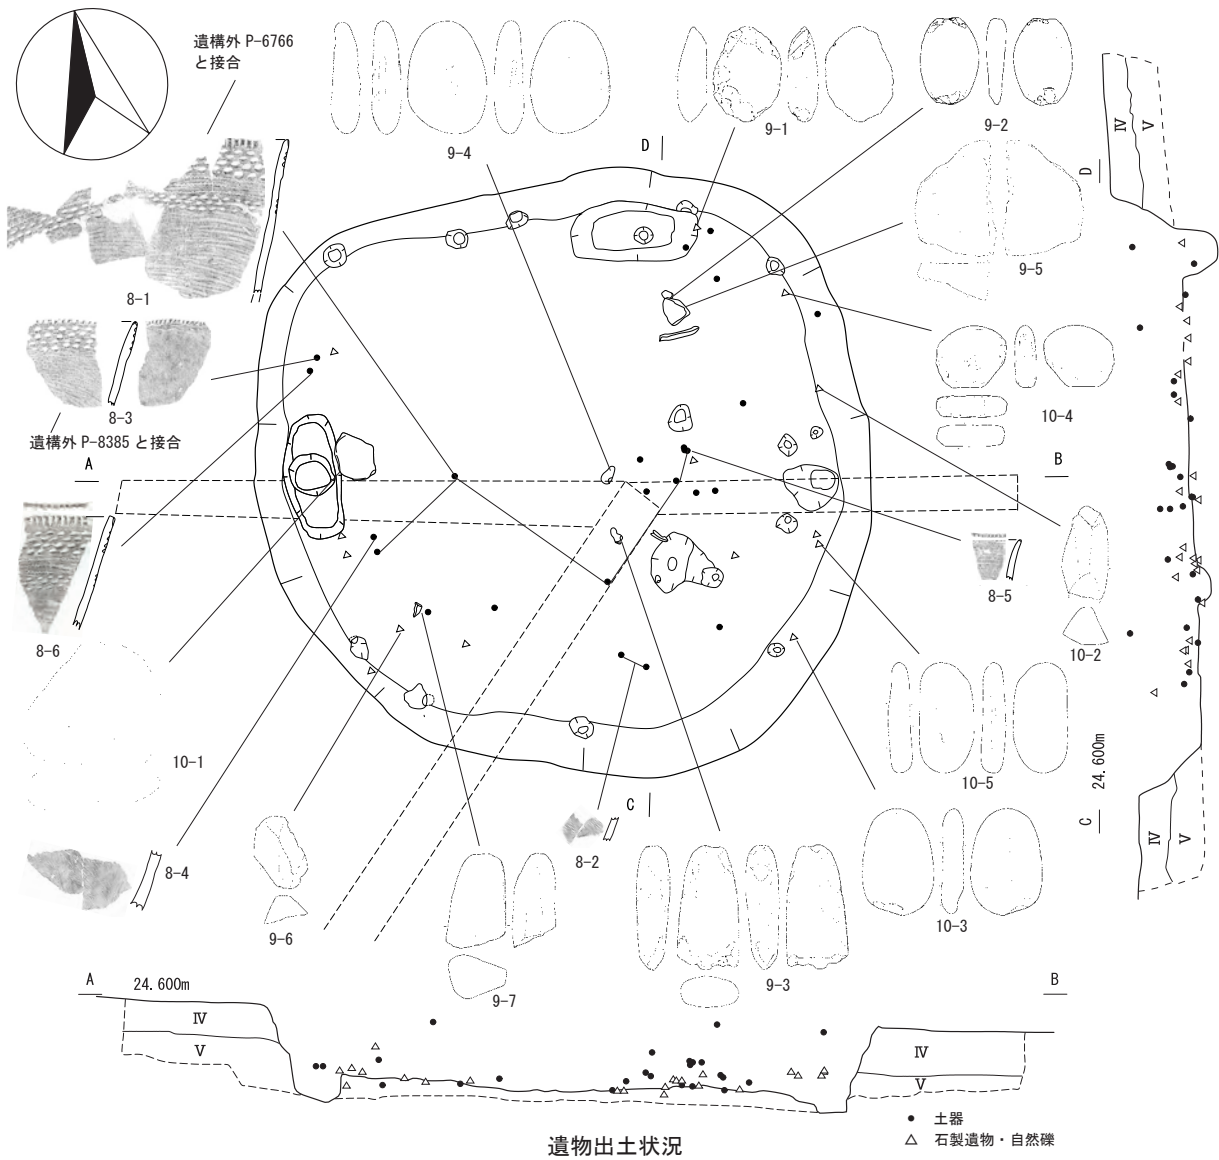 遺構外 P-6766
と接合
9-4
9-1
9-2
D
8-1
9-5
Ⅳ
Ⅴ
D
8-3
遺構外 P-8385 と接合
10-4
A
B
8-6
8-5
10-2
10-1
10-5
24.600m
C
C
8-4
8-2
9-6
9-7
9-3
10-3
Ⅳ
Ⅴ
A
24.600m
B
Ⅳ
Ⅴ
Ⅳ
Ⅴ
遺物出土状況
● 土器
△ 石製遺物・自然礫